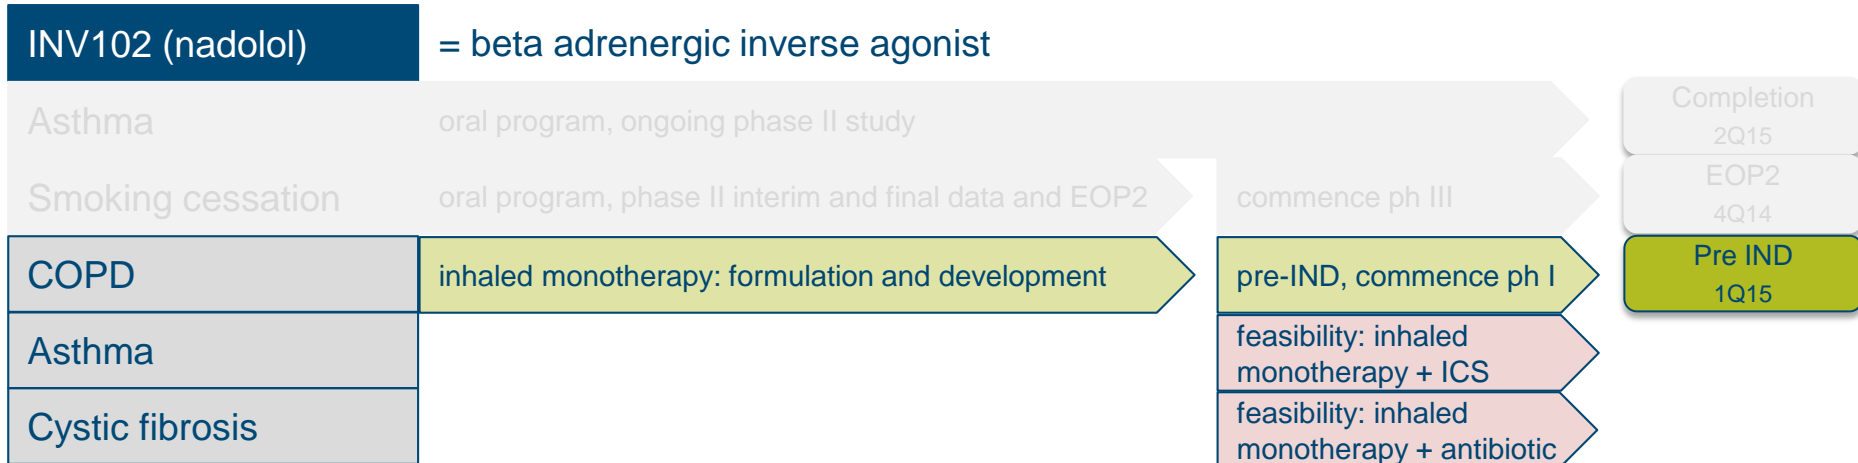 INV102 (nadolol)
= beta adrenergic inverse agonist
Asthma
oral program, ongoing phase II study
Completion
2Q15
Smoking cessation
oral program, phase II interim and final data and EOP2
commence ph III
EOP2
4Q14
COPD
inhaled monotherapy: formulation and development
pre-IND, commence ph I
Pre IND
1Q15
Asthma
feasibility: inhaled
monotherapy + ICS
Cystic fibrosis
feasibility: inhaled
monotherapy + antibiotic